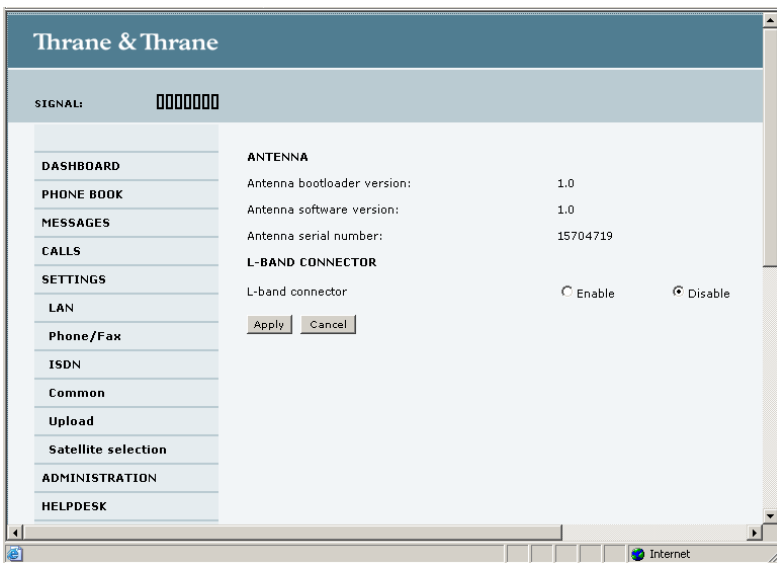 Thrane & Thrane
SIGNAL:
DASHBOARD
PHONE BOOK
MESSAGES
CALLS
SETTINGS
LAN
Phone/Fax
ISDN
Common
Upload
Satellite selection
ADMINISTRATION
HELPDESK
ANTENNA
Antenna bootloader version: 1.0
Antenna software version: 1.0
Antenna serial number: 15704719
L-BAND CONNECTOR
L-band connector Enable Disable
Apply Cancel
Internet